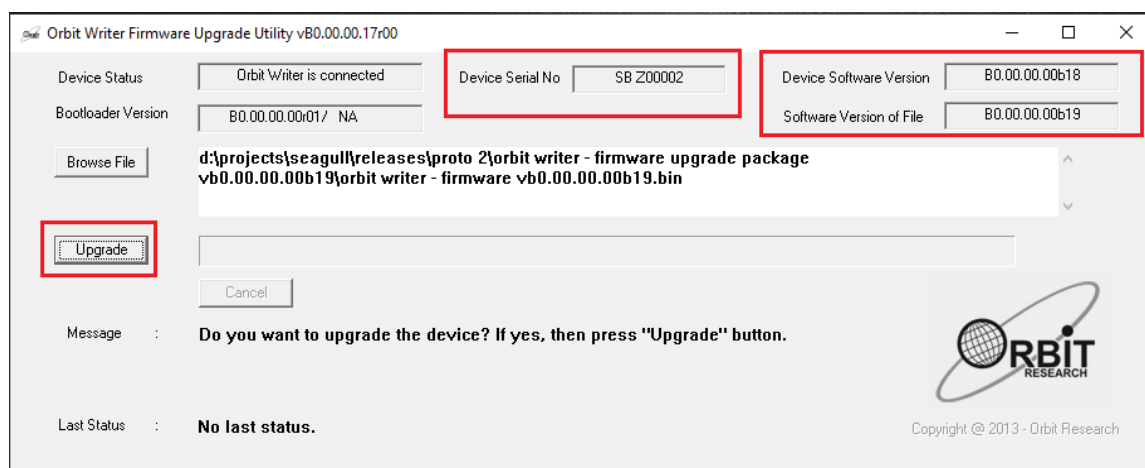 Orbit Writer Firmware Upgrade Utility vB0.00.00.17r00
Device Status Orbit Writer is connected Device Serial No SB Z00002 Device Software Version B0.00.00.00b18
Bootloader Version B0.00.00.00r01/ NA Software Version of File B0.00.00.00b19
Browse File d:\projects\seagull\releases\proto 2\orbit writer - firmware upgrade package
vb0.00.00.00b19\orbit writer - firmware vb0.00.00.00b19.bin
Upgrade
Cancel
Message : Do you want to upgrade the device? If yes, then press "Upgrade" button.
ORBIT
RESEARCH
Last Status : No last status.
Copyright @ 2013 - Orbit Research